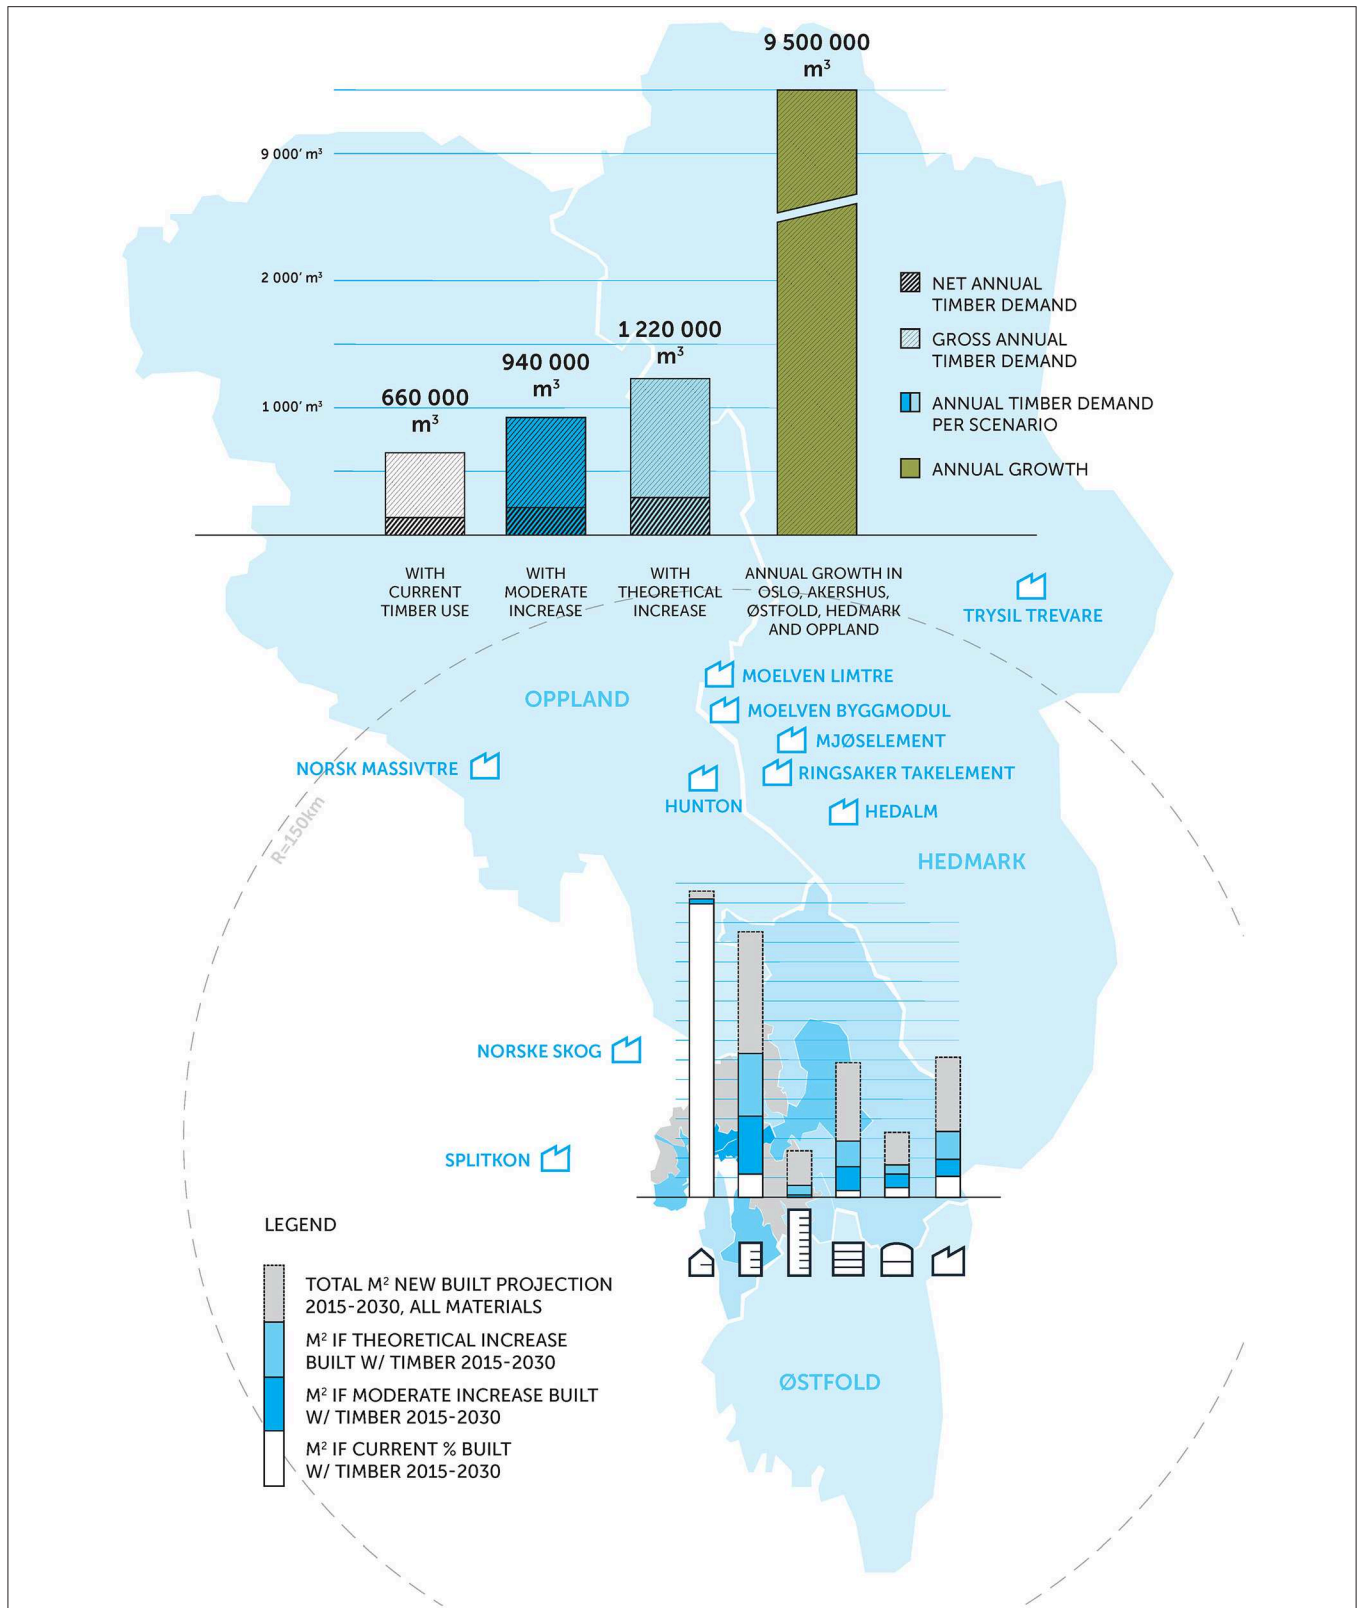 9 500 000
m³
9 000’ m³
2 000’ m³
1 000’ m³
660 000
m³
940 000
m³
1 220 000
m³
NET ANNUAL
TIMBER DEMAND
GROSS ANNUAL
TIMBER DEMAND
ANNUAL TIMBER DEMAND
PER SCENARIO
ANNUAL GROWTH
WITH
CURRENT
TIMBER USE
WITH
MODERATE
INCREASE
WITH
THEORETICAL
INCREASE
ANNUAL GROWTH IN
OSLO, AKERSHUS,
ØSTFOLD, HEDMARK
AND OPPLAND
TRYSIL TREVARE
MOELVEN LIMTRE
OPPLAND
MOELVEN BYGGMODUL
MJØSELEMENT
NORSK MASSIVTRE
RINGSAKER TAKELEMENT
HUNTON
HEDALM
R=150km
HEDMARK
NORSKE SKOG
SPLITKON
LEGEND
TOTAL M² NEW BUILT PROJECTION
2015-2030, ALL MATERIALS
M² IF THEORETICAL INCREASE
BUILT W/ TIMBER 2015-2030
M² IF MODERATE INCREASE BUILT
W/ TIMBER 2015-2030
M² IF CURRENT % BUILT
W/ TIMBER 2015-2030
ØSTFOLD